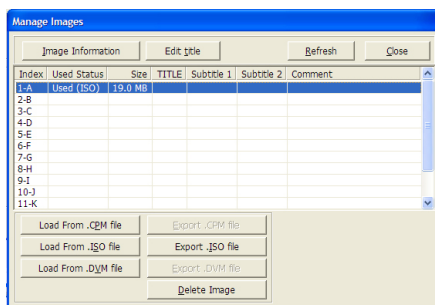 Manage Images
Image Information Edit title Refresh Close
Index Used Status Size TITLE Subtitle 1 Subtitle 2 Comment
1-A Used (ISO) 19.0 MB
2-B
3-C
4-D
5-E
6-F
7-G
8-H
9-I
10-J
11-K
Load From .CPM file Export .CPM file
Load From .ISO file Export .ISO file
Load From .DVM file Export .DVM file
Delete Image